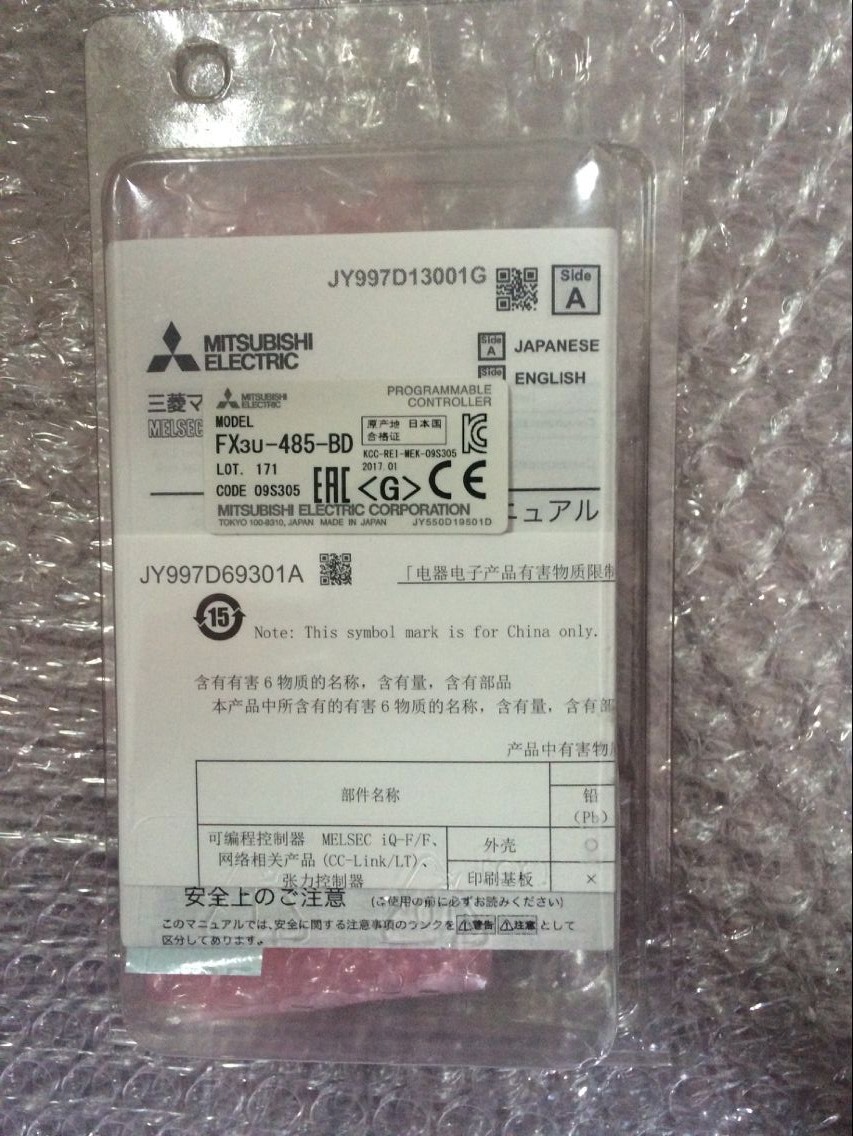 JY997D13001G
Side
A
MITSUBISHI
ELECTRIC
Side
A
JAPANESE
Side
ENGLISH
三菱マ
MELSEC
MITSUBISHI
ELECTRIC
PROGRAMMABLE
CONTROLLER
MODEL
FX3U-485-BD
原产地 日本国
合格证
KCC-REI-MEK-09S305
LOT. 171
2017.01
CODE 09S305
EAC <G> CE
MITSUBISHI ELECTRIC CORPORATION
TOKYO 100-8310, JAPAN MADE IN JAPAN JY550D19501D
ニュアル
JY997D69301A
「电器电子产品有害物质限制
15
Note: This symbol mark is for China only.
含有有害6物质的名称，含有量，含有部品
本产品中所含有的有害6物质的名称，含有量，含有部
产品中有害物质
部件名称
铅
(Pb)
可编程控制器 MELSEC iQ-F/F、
网络相关产品(CC-Link/LT)、
张力控制器
外壳
○
印刷基板
×
安全上のご注意 (ご使用の前に必ずお読みください)
このマニュアルでは、安全に関する注意事項のランクを ⚠警告 ⚠注意 として
区分してあります。